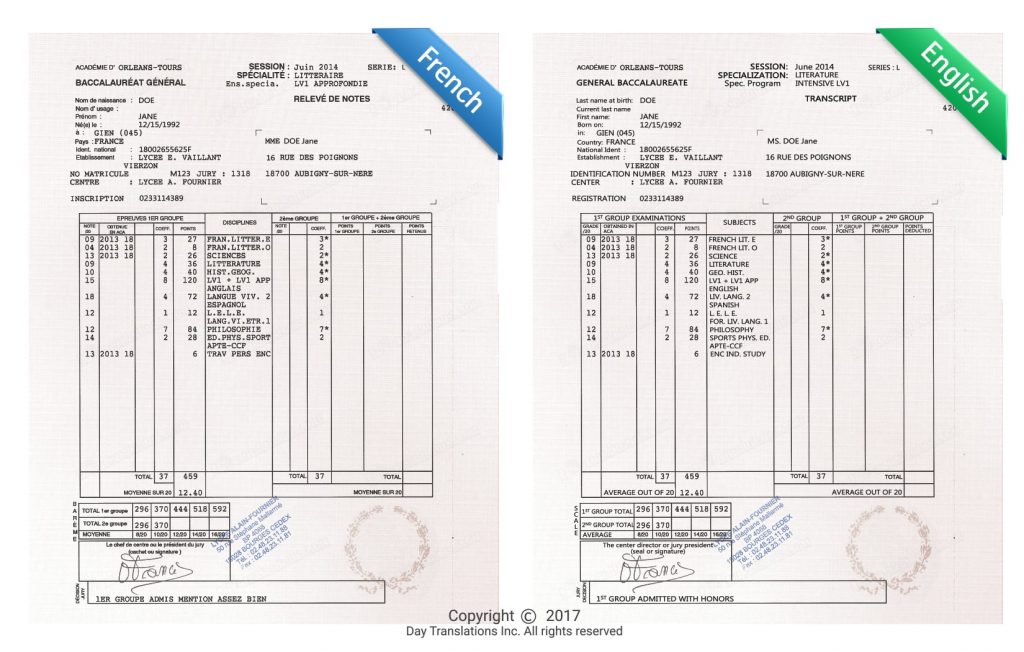 French
ACADÉMIE D' ORLEANS-TOURS
BACCALAURÉAT GÉNÉRAL
SESSION : Juin 2014 SERIE: L
SPÉCIALITÉ : LITTERAIRE
Ens.specia. LV1 APPROFONDIE
RELEVÉ DE NOTES
Nom de naissance : DOE
Nom d' usage :
Prénom : JANE
Né(e) le : 12/15/1992
à : GIEN (045)
Pays : FRANCE
Ident. national : 18002655625F
Etablissement : LYCEE E. VAILLANT
VIERZON
NO MATRICULE M123 JURY : 1318
CENTRE : LYCEE A. FOURNIER
INSCRIPTION 0233114389
420
MME DOE Jane
16 RUE DES POIGNONS
18700 AUBIGNY-SUR-NERE
EPREUVES 1ER GROUPE DISCIPLINES 2ème GROUPE 1er GROUPE + 2ème GROUPE
NOTE /20 OBTENUE EN ACA COEFF. POINTS NOTE /20 COEFF. POINTS 1er GROUPE POINTS 2e GROUPE POINTS RETENUS
09 2013 18 3 27 FRAN.LITTER.E 3*
04 2013 18 2 8 FRAN.LITTER.O 2
13 2013 18 2 26 SCIENCES 2*
09 4 36 LITTERATURE 4*
10 4 40 HIST.GEOG. 4*
15 8 120 LV1 + LV1 APP 8*
ANGLAIS
18 4 72 LANGUE VIV. 2 4*
ESPAGNOL
12 1 12 L.E.L.E. 1
LANG.VI.ETR.1
12 7 84 PHILOSOPHIE 7*
14 2 28 ED.PHYS.SPORT 2
APTE-CCF
13 2013 18 6 TRAV PERS ENC
TOTAL 37 459 TOTAL 37 TOTAL
MOYENNE SUR 20 12.40 MOYENNE SUR 20
BARÈME
TOTAL 1er groupe 296 370 444 518 592
TOTAL 2e groupe 296 370
MOYENNE 8/20 10/20 12/20 14/20 16/20
Le chef de centre ou le président du jury
(cachet ou signature )
LYCEE ALAIN-FOURNIER
50 rue Stéphane Mallarmé
BP 4055
18028 BOURGES CEDEX
Tél. : 02.48.23.11.88
Fax : 02.48.23.11.81
DÉCISION JURY
1ER GROUPE ADMIS MENTION ASSEZ BIEN
English
ACADÉMIE D' ORLEANS-TOURS
GENERAL BACCALAUREATE
SESSION: June 2014 SERIES : L
SPECIALIZATION: LITERATURE
Spec. Program INTENSIVE LV1
TRANSCRIPT
Last name at birth: DOE
Current last name
First name: JANE
Born on: 12/15/1992
in: GIEN (045)
Country: FRANCE
National Ident : 18002655625F
Establishment : LYCEE E. VAILLANT
VIERZON
IDENTIFICATION NUMBER M123 JURY : 1318
CENTER : LYCEE A. FOURNIER
REGISTRATION 0233114389
420
MS. DOE Jane
16 RUE DES POIGNONS
18700 AUBIGNY-SUR-NERE
1ST GROUP EXAMINATIONS SUBJECTS 2ND GROUP 1ST GROUP + 2ND GROUP
GRADE /20 OBTAINED IN ACA COEFF. POINTS GRADE /20 COEFF. 1ST GROUP POINTS 2ND GROUP POINTS POINTS DEDUCTED
09 2013 18 3 27 FRENCH LIT. E 3*
04 2013 18 2 8 FRENCH LIT. O 2
13 2013 18 2 26 SCIENCE 2*
09 4 36 LITERATURE 4*
10 4 40 GEO. HIST. 4*
15 8 120 LV1 + LV1 APP 8*
ENGLISH
18 4 72 LIV. LANG. 2 4*
SPANISH
12 1 12 L. E. L. E. 1
FOR. LIV. LANG. 1
12 7 84 PHILOSOPHY 7*
14 2 28 SPORTS PHYS. ED. 2
APTE-CCF
13 2013 18 6 ENC IND. STUDY
TOTAL 37 459 TOTAL 37 TOTAL
AVERAGE OUT OF 20 12.40 AVERAGE OUT OF 20
SCALE
1ST GROUP TOTAL 296 370 444 518 592
2ND GROUP TOTAL 296 370
AVERAGE 8/20 10/20 12/20 14/20 16/20
The center director or jury president
(seal or signature)
LYCEE ALAIN-FOURNIER
50 rue Stéphane Mallarmé
BP 4055
18028 BOURGES CEDEX
Tél. : 02.48.23.11.88
Fax : 02.48.23.11.81
JURY DECISION
1ST GROUP ADMITTED WITH HONORS
Copyright © 2017
Day Translations Inc. All rights reserved